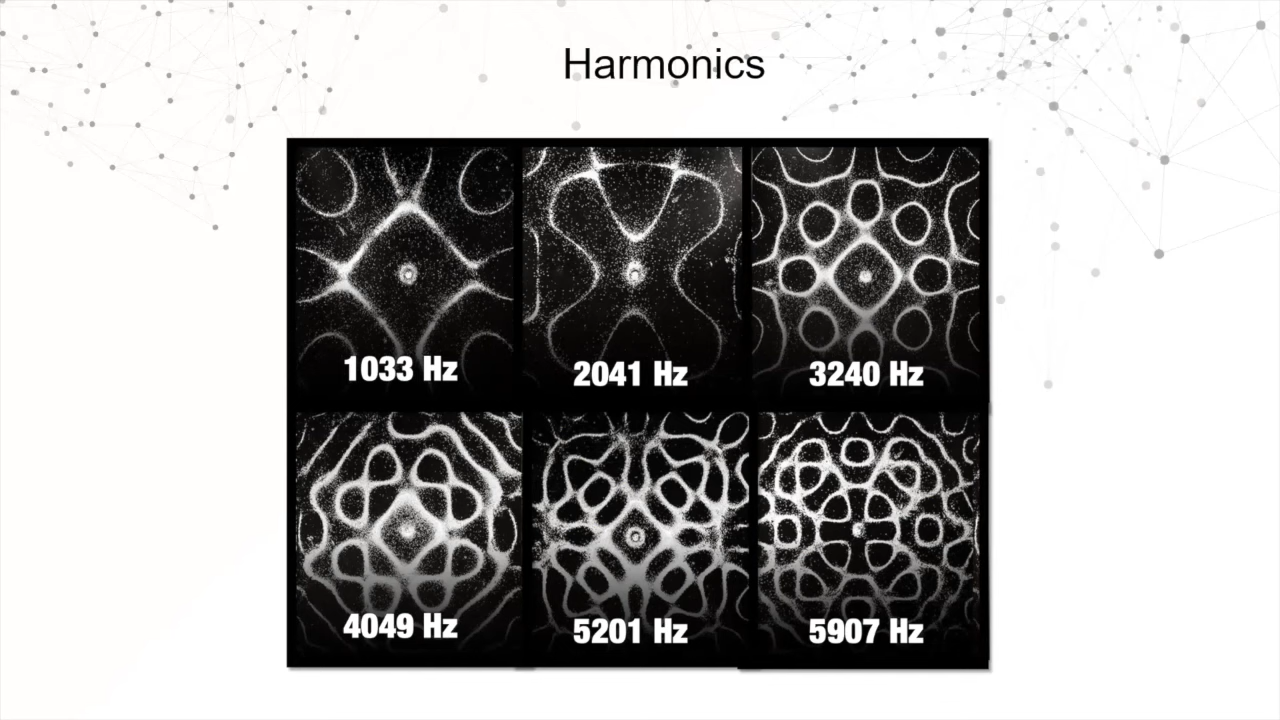 Harmonics
1033 Hz
2041 Hz
3240 Hz
4049 Hz
5201 Hz
5907 Hz